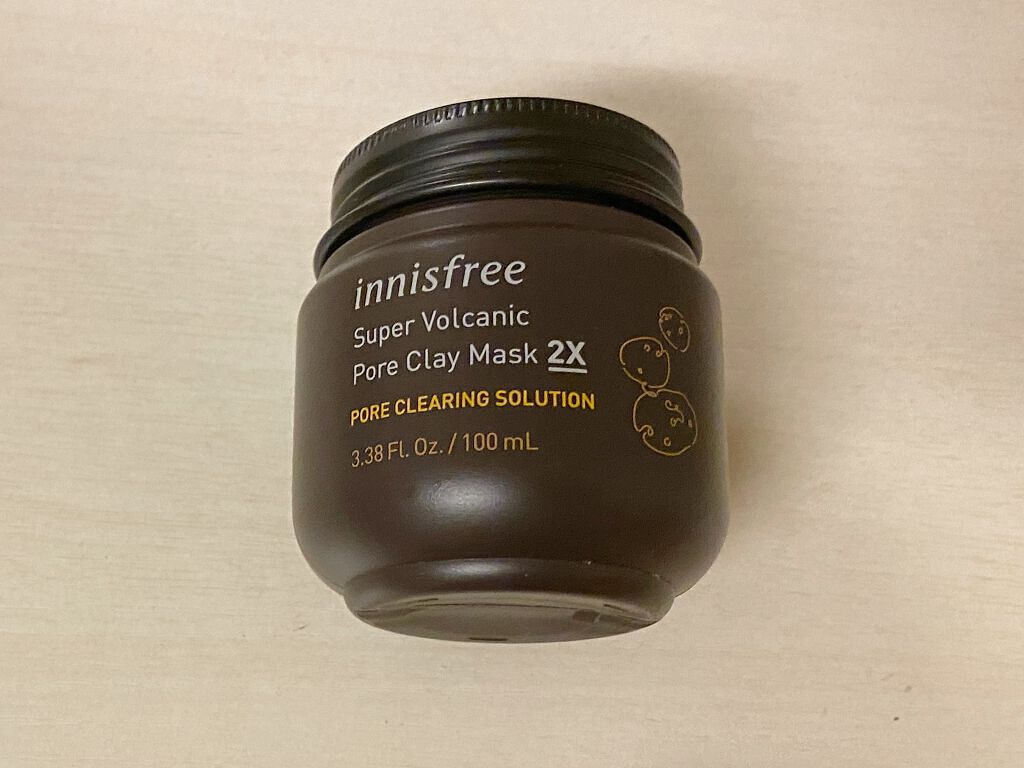 innisfree
Super Volcanic
Pore Clay Mask 2X
PORE CLEARING SOLUTION
3.38 Fl. Oz. / 100 mL